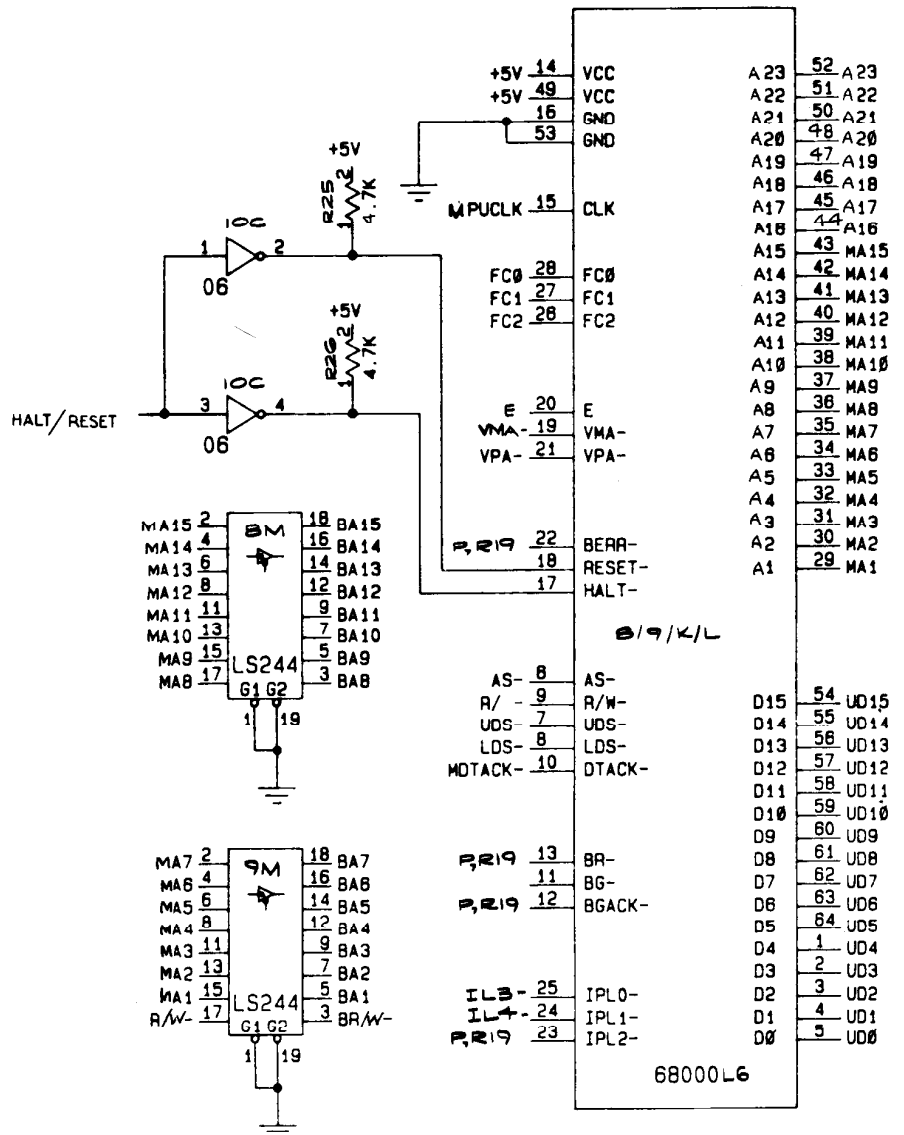 +5V 14 VCC A23 52 A23
+5V 49 VCC A22 51 A22
16 GND A21 50 A21
53 GND A20 48 A20
A19 47 A19
A18 46 A18
MPUCLK 15 CLK A17 45 A17
A16 44 A16
A15 43 MA15
FC0 28 FC0 A14 42 MA14
FC1 27 FC1 A13 41 MA13
FC2 26 FC2 A12 40 MA12
A11 39 MA11
A10 38 MA10
A9 37 MA9
E 20 E A8 36 MA8
VMA- 19 VMA- A7 35 MA7
VPA- 21 VPA- A6 34 MA6
A5 33 MA5
A4 32 MA4
A3 31 MA3
P,R19 22 BERR- A2 30 MA2
18 RESET- A1 29 MA1
17 HALT-
8/9/K/L
AS- 8 AS-
R/ - 9 R/W- D15 54 UD15
UDS- 7 UDS- D14 55 UD14
LDS- 8 LDS- D13 56 UD13
MDTACK- 10 DTACK- D12 57 UD12
D11 58 UD11
D10 59 UD10
D9 60 UD9
P,R19 13 BR- D8 61 UD8
11 BG- D7 62 UD7
P,R19 12 BGACK- D6 63 UD6
D5 64 UD5
D4 1 UD4
D3 2 UD3
IL3- 25 IPL0- D2 3 UD2
IL4- 24 IPL1- D1 4 UD1
P,R19 23 IPL2- D0 5 UD0
68000L6
+5V
R25 1 2 4.7K
10C
1 2
06
+5V
R26 1 2 4.7K
10C
HALT/RESET 3 4
06
8M
MA15 2 18 BA15
MA14 4 16 BA14
MA13 6 14 BA13
MA12 8 12 BA12
MA11 11 9 BA11
MA10 13 7 BA10
MA9 15 5 BA9
MA8 17 3 BA8
LS244
G1 G2
1 19
9M
MA7 2 18 BA7
MA6 4 16 BA6
MA5 6 14 BA5
MA4 8 12 BA4
MA3 11 9 BA3
MA2 13 7 BA2
MA1 15 5 BA1
R/W- 17 3 BR/W-
LS244
G1 G2
1 19